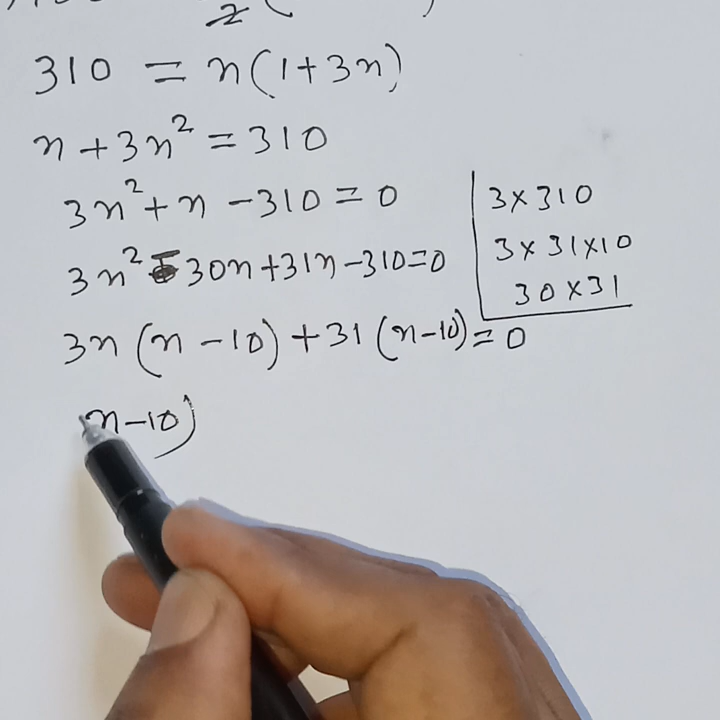 2 (
310 = n(1+3n)
n+3n² = 310
3n²+n-310=0
3n²-30n+31n-310=0
3n(n-10)+31(n-10)=0
n-10)
3×310
3×31×10
30×31